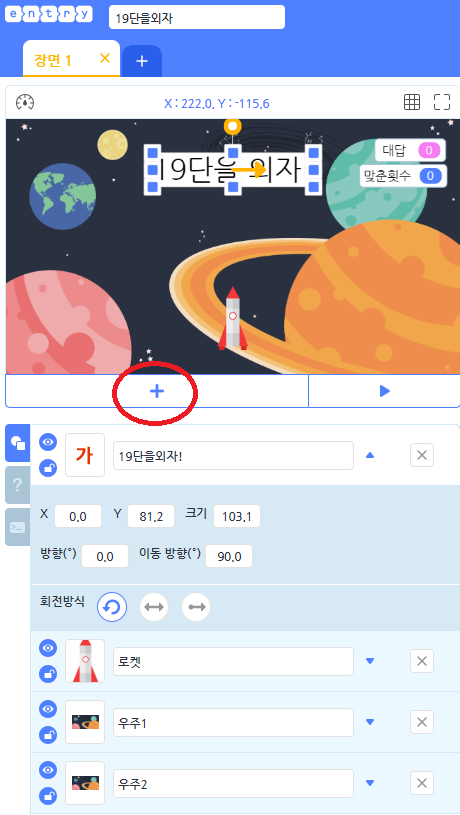 entry
19단을외자
장면 1
X : 222.0, Y : -115.6
19단을 외자
대답 0
맞춘횟수 0
가
19단을외자!
X 0.0 Y 81.2 크기 103.1
방향(°) 0.0 이동 방향(°) 90.0
회전방식
?
로켓
우주1
우주2